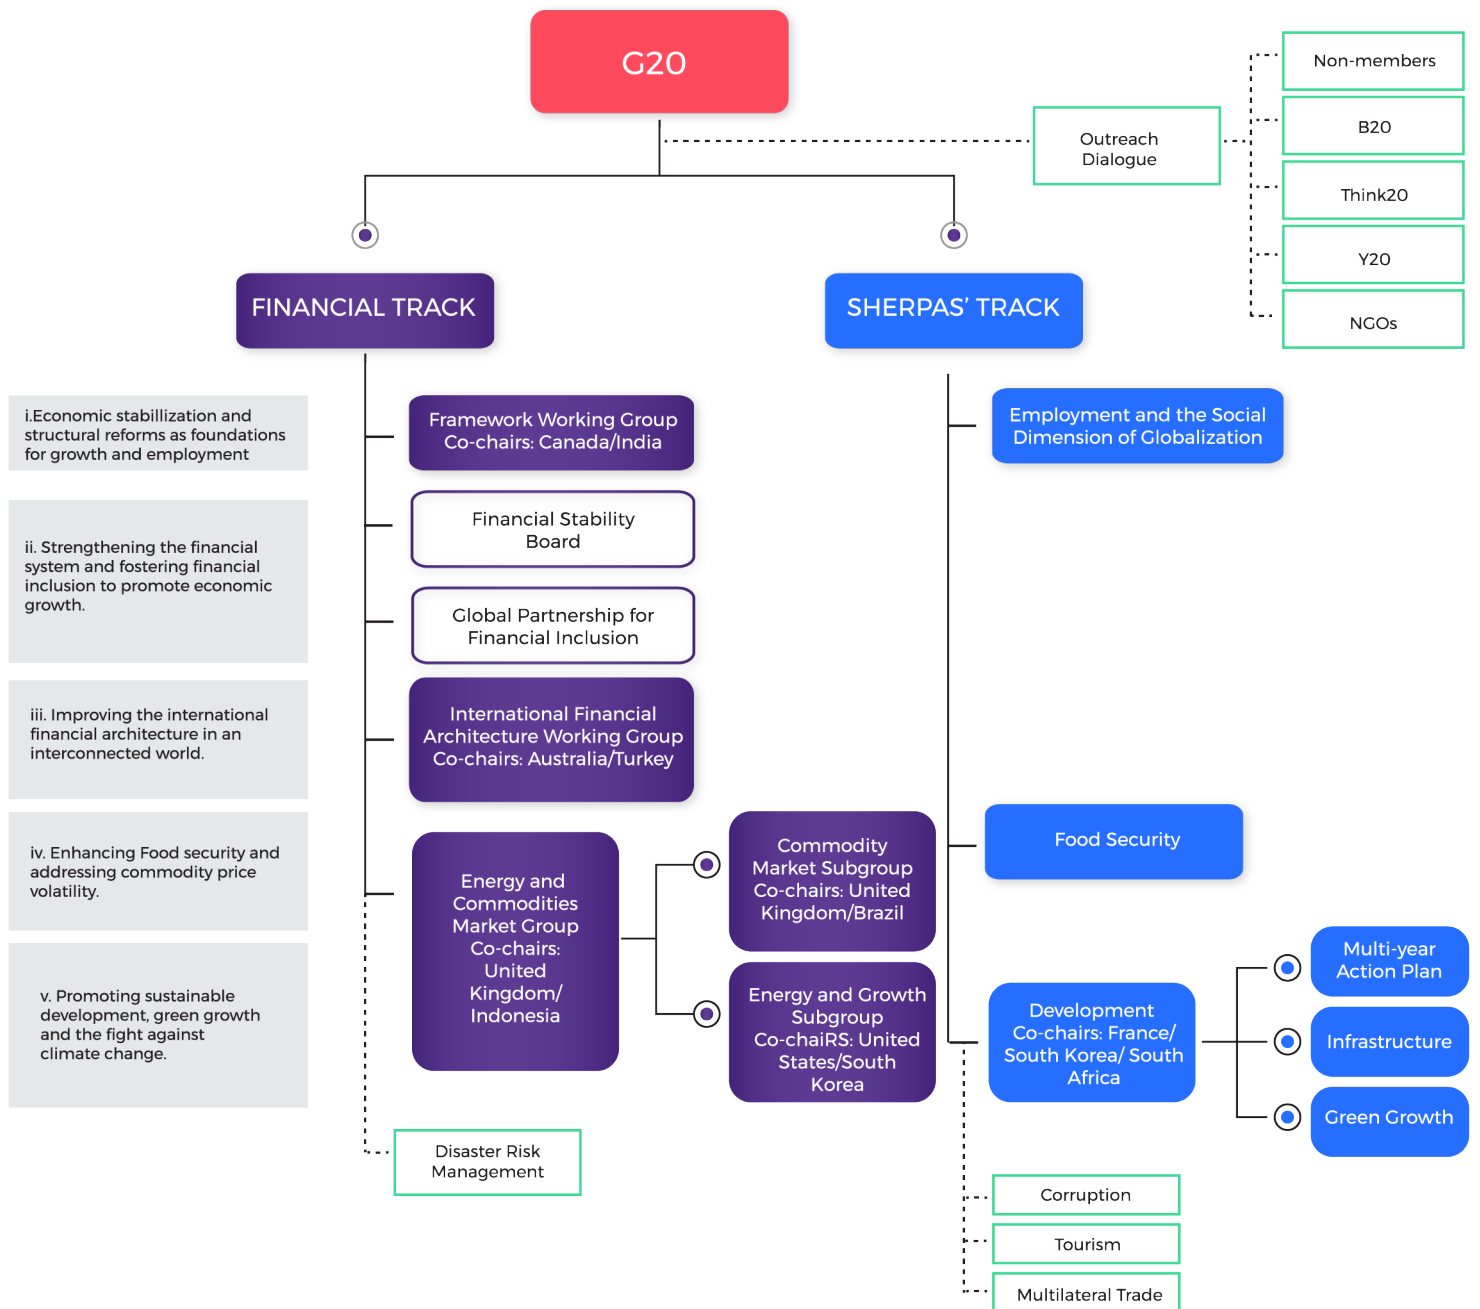 G20
Outreach
Dialogue
Non-members
B20
Think20
Y20
NGOs
FINANCIAL TRACK
SHERPAS’ TRACK
i.Economic stabillization and
structural reforms as foundations
for growth and employment
ii. Strengthening the financial
system and fostering financial
inclusion to promote economic
growth.
iii. Improving the international
financial architecture in an
interconnected world.
iv. Enhancing Food security and
addressing commodity price
volatility.
v. Promoting sustainable
development, green growth
and the fight against
climate change.
Framework Working Group
Co-chairs: Canada/India
Financial Stability
Board
Global Partnership for
Financial Inclusion
International Financial
Architecture Working Group
Co-chairs: Australia/Turkey
Energy and
Commodities
Market Group
Co-chairs:
United
Kingdom/
Indonesia
Commodity
Market Subgroup
Co-chairs: United
Kingdom/Brazil
Energy and Growth
Subgroup
Co-chaiRS: United
States/South
Korea
Disaster Risk
Management
Employment and the Social
Dimension of Globalization
Food Security
Development
Co-chairs: France/
South Korea/ South
Africa
Multi-year
Action Plan
Infrastructure
Green Growth
Corruption
Tourism
Multilateral Trade